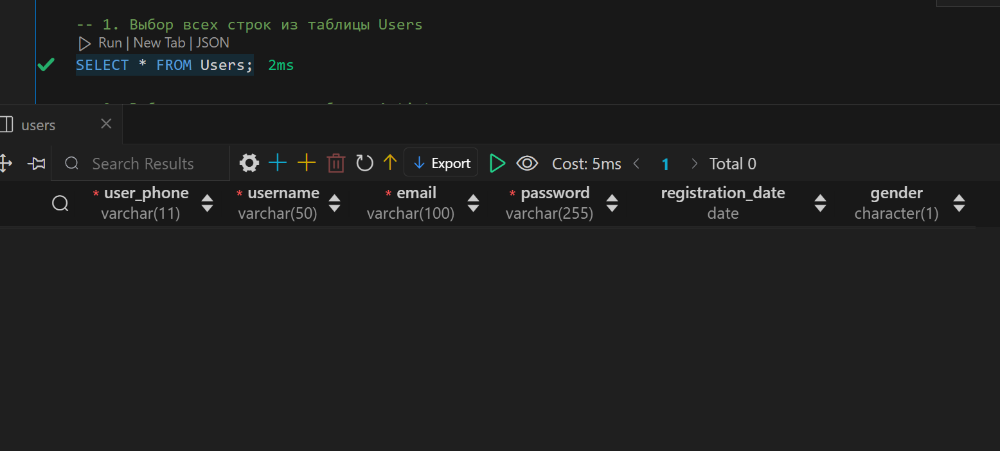 -- 1. Выбор всех строк из таблицы Users
Run | New Tab | JSON
SELECT * FROM Users; 2ms
users
Search Results
Export
Cost: 5ms
1
Total 0
* user_phone
varchar(11)
* username
varchar(50)
* email
varchar(100)
* password
varchar(255)
registration_date
date
gender
character(1)